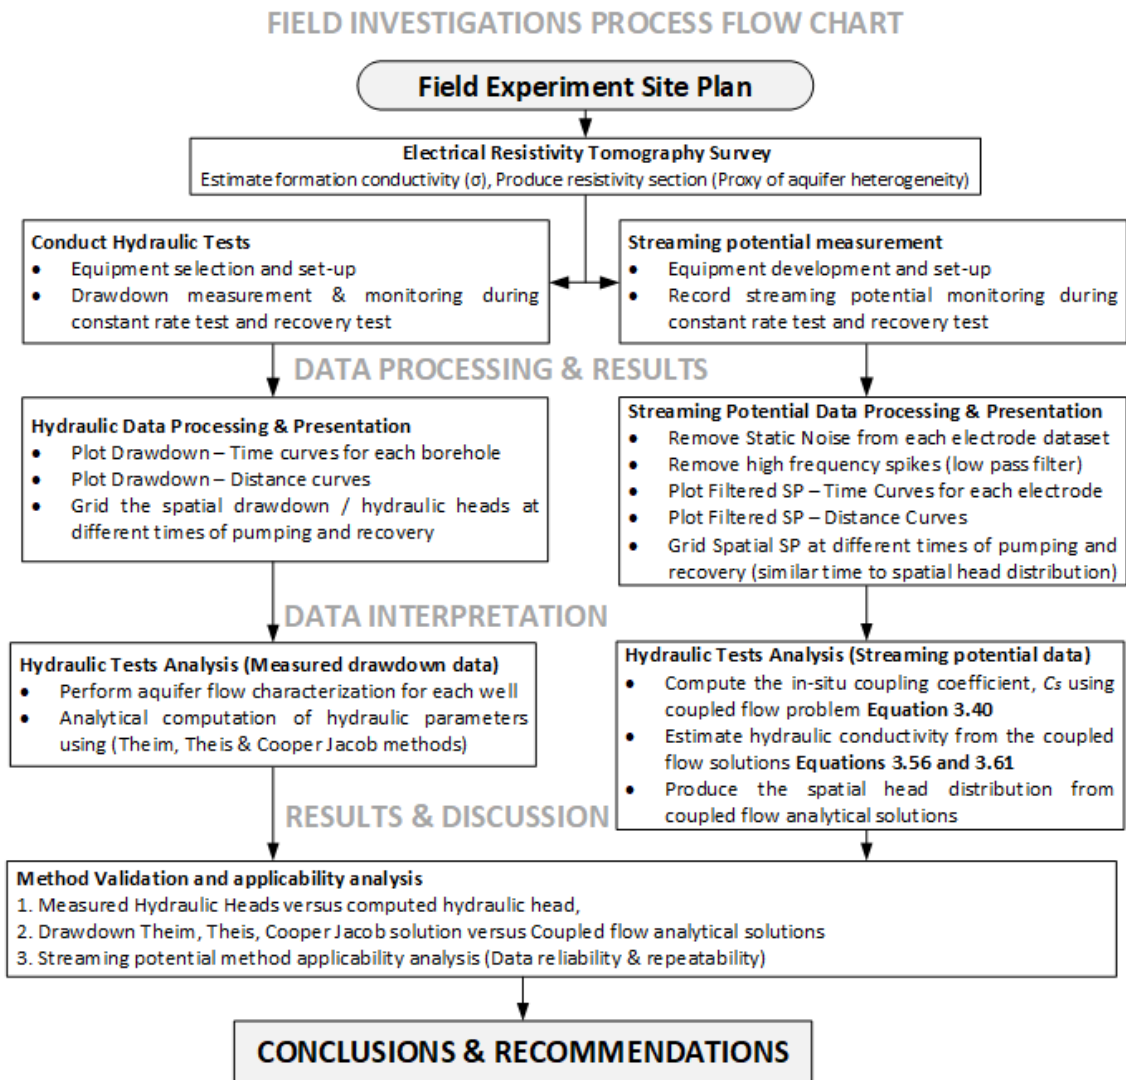 FIELD INVESTIGATIONS PROCESS FLOW CHART
Field Experiment Site Plan
Electrical Resistivity Tomography Survey
Estimate formation conductivity (σ), Produce resistivity section (Proxy of aquifer heterogeneity)
Conduct Hydraulic Tests
• Equipment selection and set-up
• Drawdown measurement & monitoring during
constant rate test and recovery test
Streaming potential measurement
• Equipment development and set-up
• Record streaming potential monitoring during
constant rate test and recovery test
DATA PROCESSING & RESULTS
Hydraulic Data Processing & Presentation
• Plot Drawdown – Time curves for each borehole
• Plot Drawdown – Distance curves
• Grid the spatial drawdown / hydraulic heads at
different times of pumping and recovery
Streaming Potential Data Processing & Presentation
• Remove Static Noise from each electrode dataset
• Remove high frequency spikes (low pass filter)
• Plot Filtered SP – Time Curves for each electrode
• Plot Filtered SP – Distance Curves
• Grid Spatial SP at different times of pumping and
recovery (similar time to spatial head distribution)
DATA INTERPRETATION
Hydraulic Tests Analysis (Measured drawdown data)
• Perform aquifer flow characterization for each well
• Analytical computation of hydraulic parameters
using (Theim, Theis & Cooper Jacob methods)
Hydraulic Tests Analysis (Streaming potential data)
• Compute the in-situ coupling coefficient, Cs using
coupled flow problem Equation 3.40
• Estimate hydraulic conductivity from the coupled
flow solutions Equations 3.56 and 3.61
• Produce the spatial head distribution from
coupled flow analytical solutions
RESULTS & DISCUSSION
Method Validation and applicability analysis
1. Measured Hydraulic Heads versus computed hydraulic head,
2. Drawdown Theim, Theis, Cooper Jacob solution versus Coupled flow analytical solutions
3. Streaming potential method applicability analysis (Data reliability & repeatability)
CONCLUSIONS & RECOMMENDATIONS